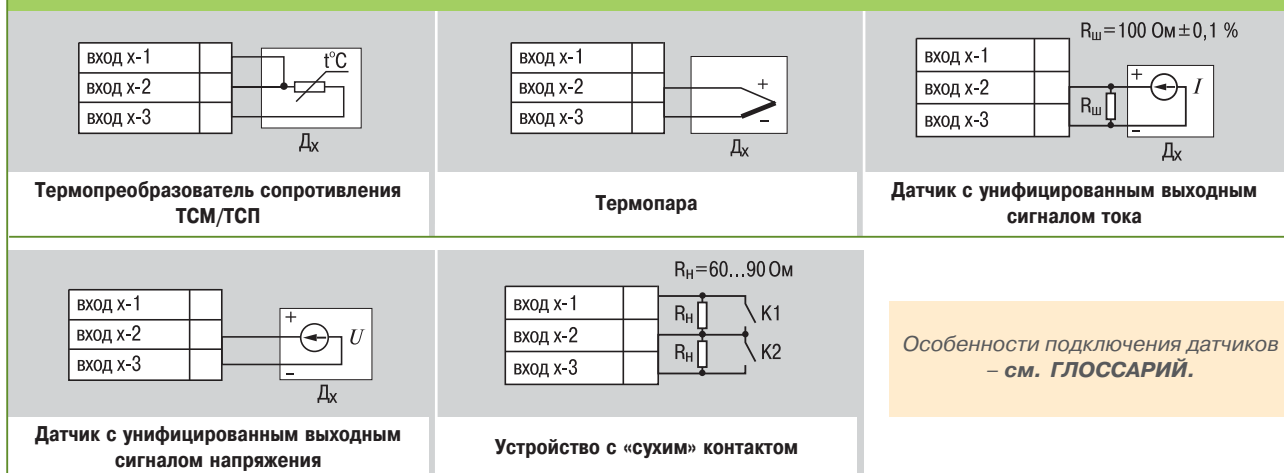 вход x-1
вход x-2
вход x-3
t°C
Дх
Термопреобразователь сопротивления
ТСМ/ТСП
вход x-1
вход x-2
вход x-3
+
–
Дх
Термопара
Rш=100 Ом±0,1 %
вход x-1
вход x-2
вход x-3
Rш
+
–
I
Дх
Датчик с унифицированным выходным
сигналом тока
вход x-1
вход x-2
вход x-3
+
–
U
Дх
Датчик с унифицированным выходным
сигналом напряжения
Rн=60...90 Ом
вход x-1
вход x-2
вход x-3
Rн
K1
Rн
K2
Устройство с «сухим» контактом
Особенности подключения датчиков
– см. ГЛОССАРИЙ.